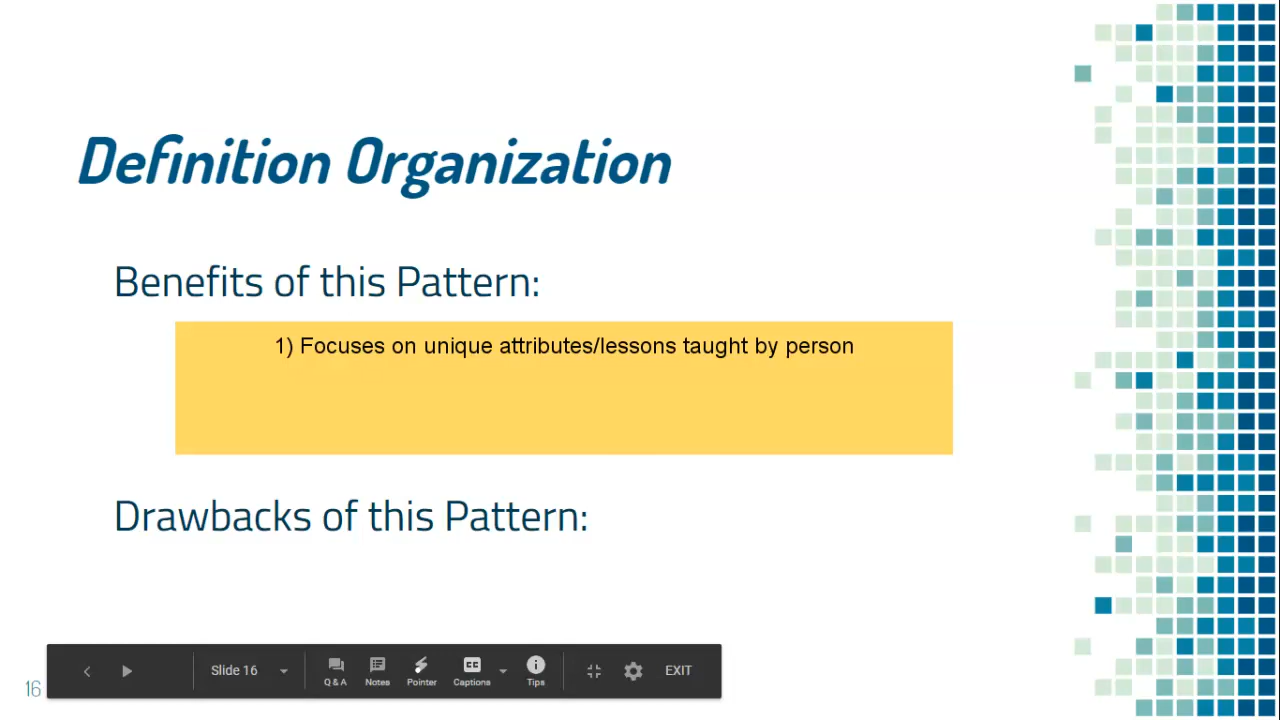 Definition Organization
Benefits of this Pattern:
1) Focuses on unique attributes/lessons taught by person
Drawbacks of this Pattern:
Slide 16
Q & A
Notes
Pointer
CC
Captions
Tips
EXIT
16